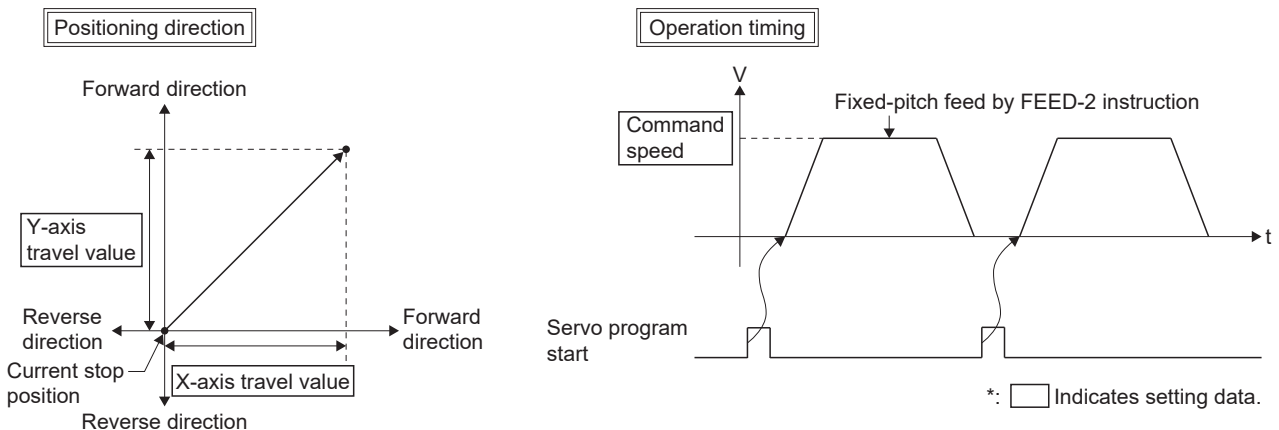 Positioning direction
Forward direction
Y-axis
travel value
Reverse
direction
Forward
direction
Current stop
position
X-axis travel value
Reverse direction
Operation timing
V
Fixed-pitch feed by FEED-2 instruction
Command
speed
t
Servo program
start
*: Indicates setting data.